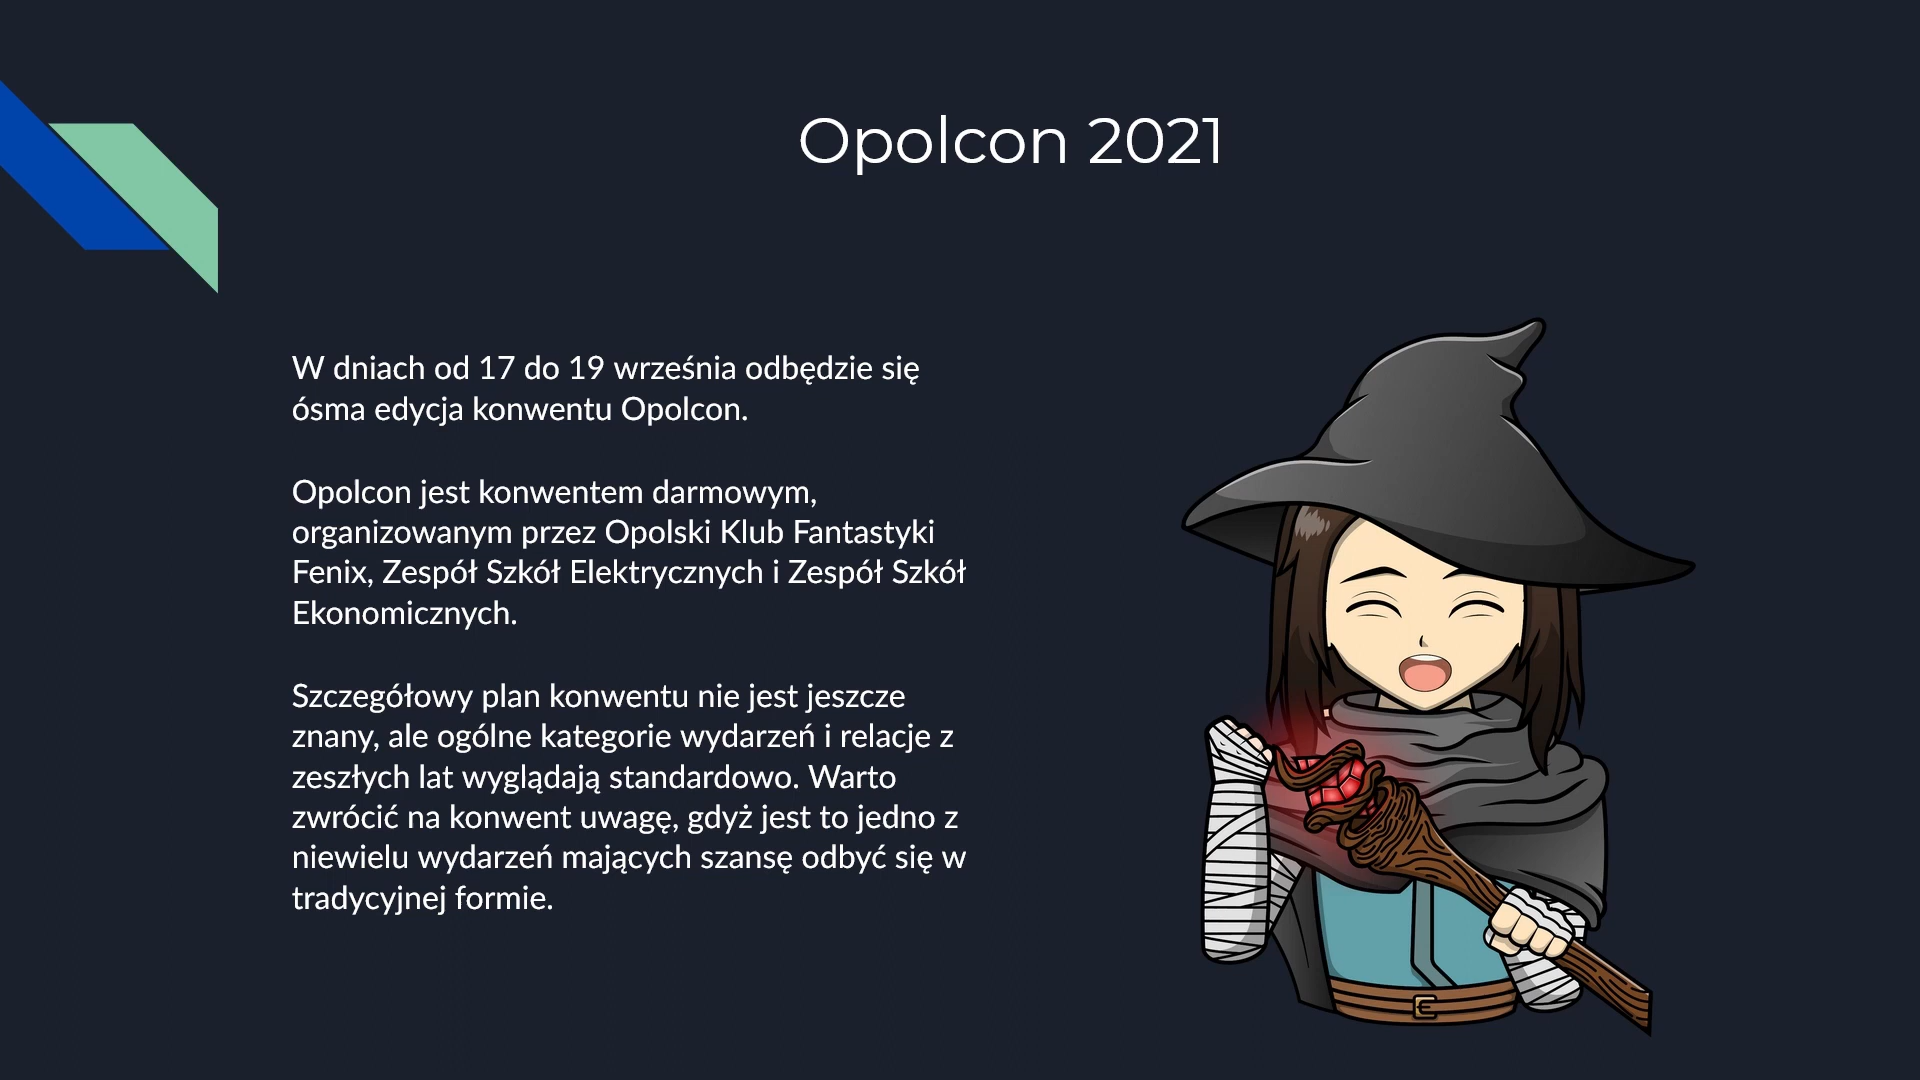 Opolcon 2021
W dniach od 17 do 19 września odbędzie się
ósma edycja konwentu Opolcon.
Opolcon jest konwentem darmowym,
organizowanym przez Opolski Klub Fantastyki
Fenix, Zespół Szkół Elektrycznych i Zespół Szkół
Ekonomicznych.
Szczegółowy plan konwentu nie jest jeszcze
znany, ale ogólne kategorie wydarzeń i relacje z
zeszłych lat wyglądają standardowo. Warto
zwrócić na konwent uwagę, gdyż jest to jedno z
niewielu wydarzeń mających szansę odbyć się w
tradycyjnej formie.